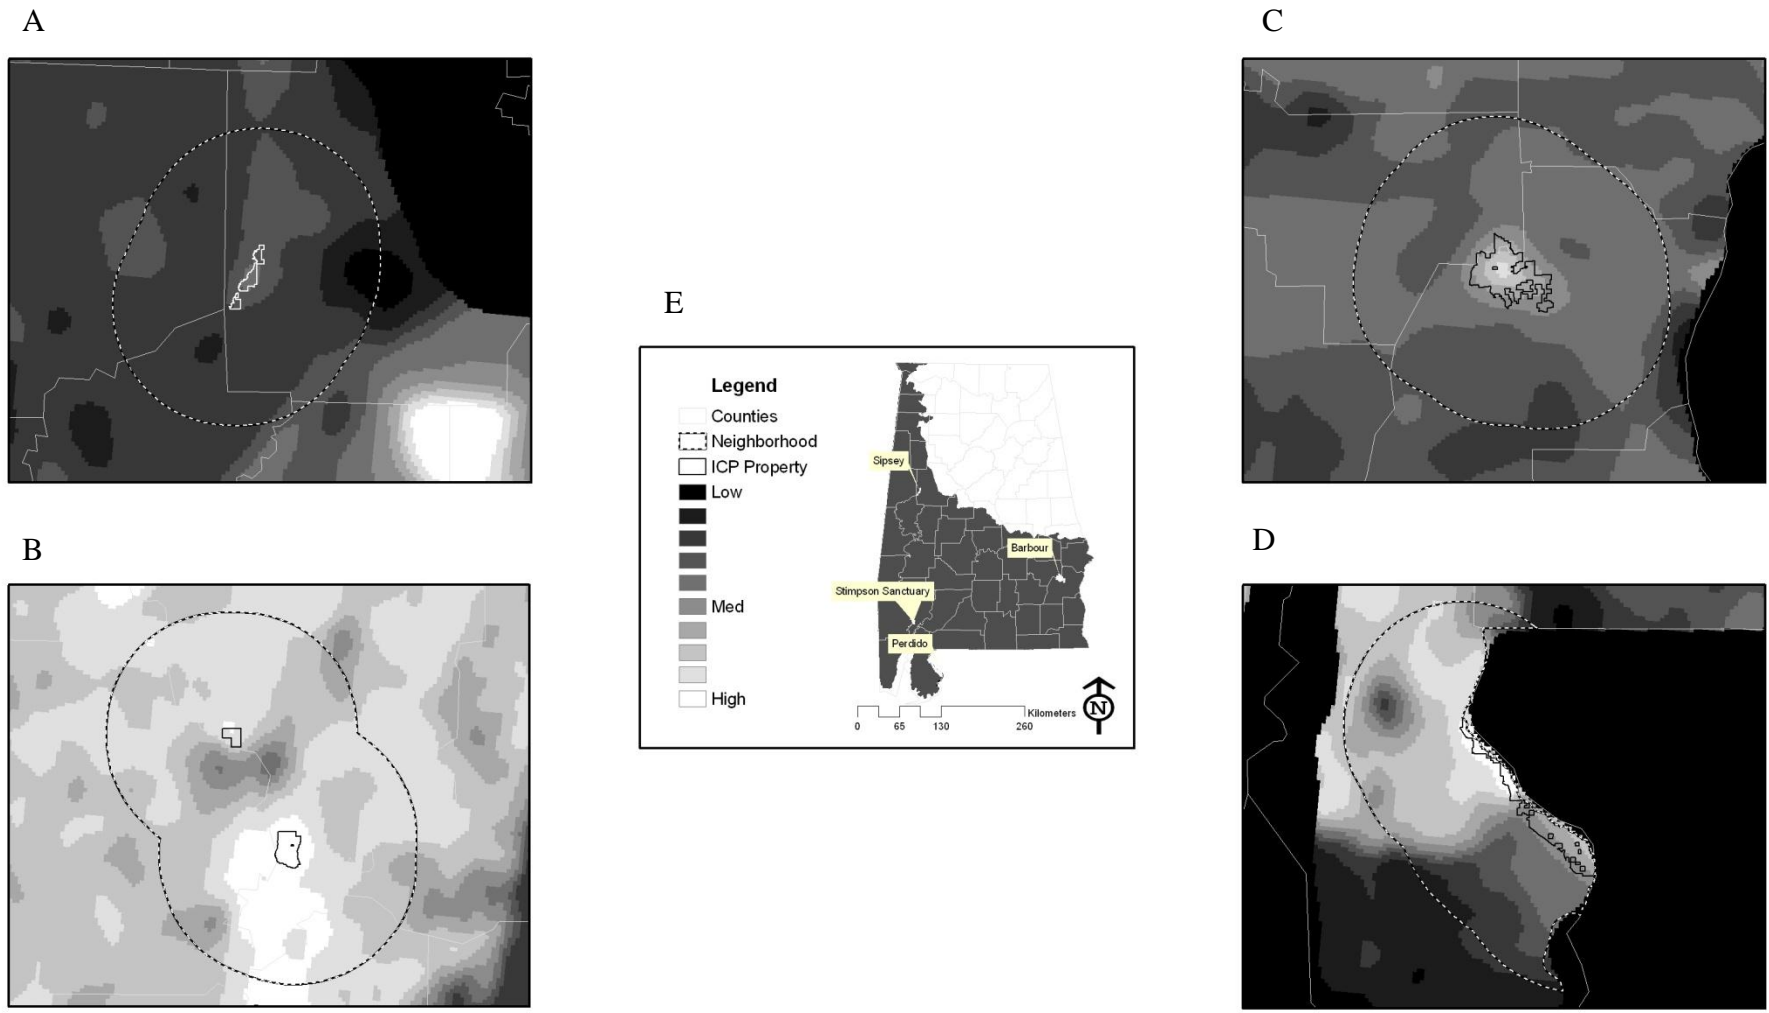 A
C
E
Legend
Counties
Neighborhood
ICP Property
Low
Med
High
Sipsey
Barbour
Stimpson Sanctuary
Perdido
Kilometers
0 65 130 260
N
B
D